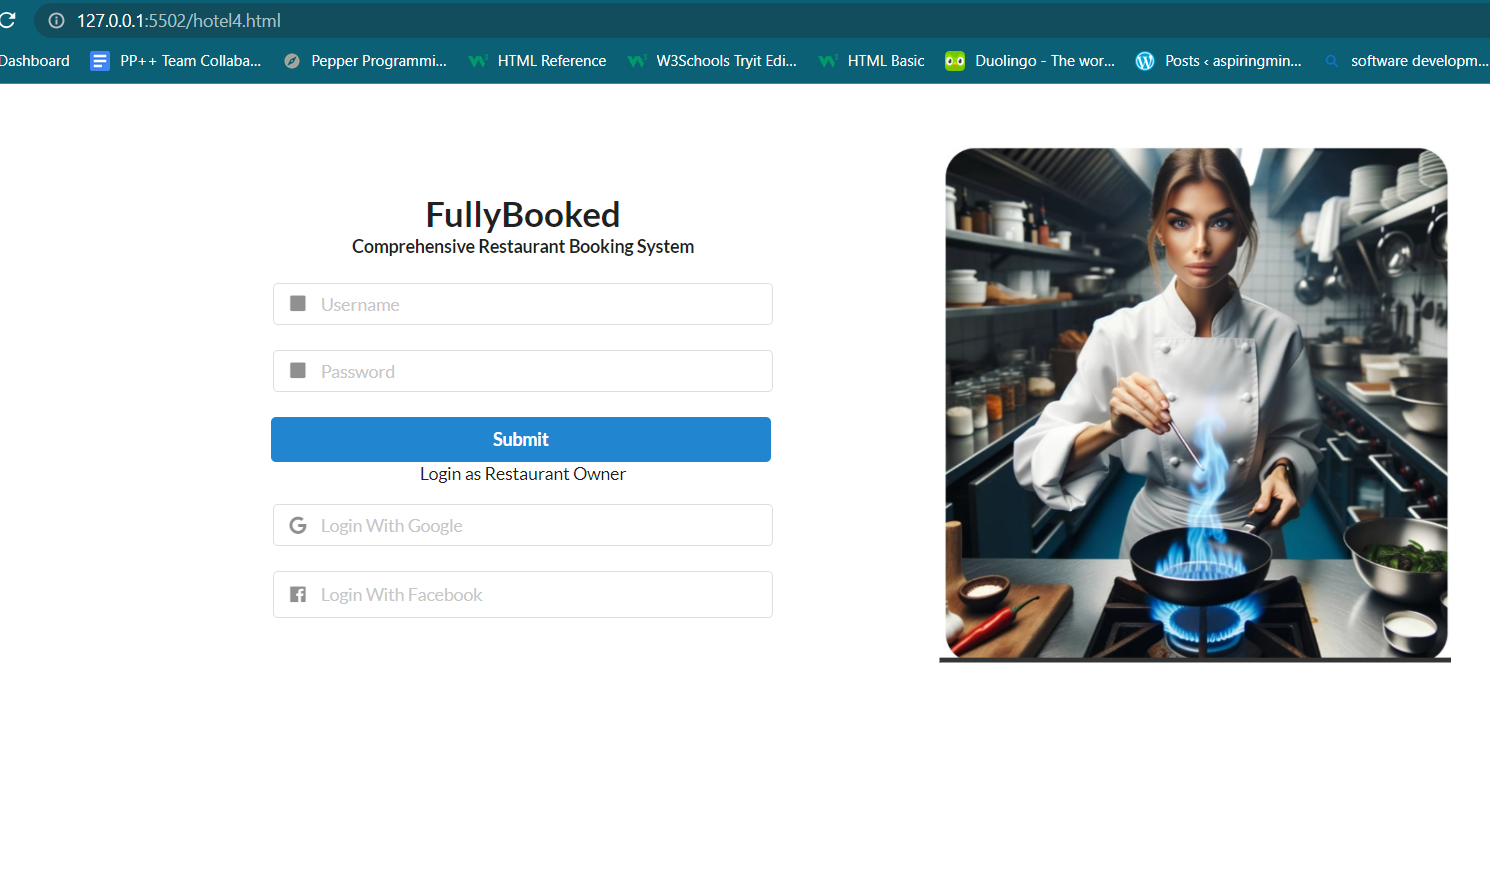 127.0.0.1:5502/hotel4.html
Dashboard PP++ Team Collaba... Pepper Programmi... HTML Reference W3Schools Tryit Edi... HTML Basic Duolingo - The wor... Posts ‹ aspiringmin... software developm...
FullyBooked
Comprehensive Restaurant Booking System
Username
Password
Submit
Login as Restaurant Owner
Login With Google
Login With Facebook